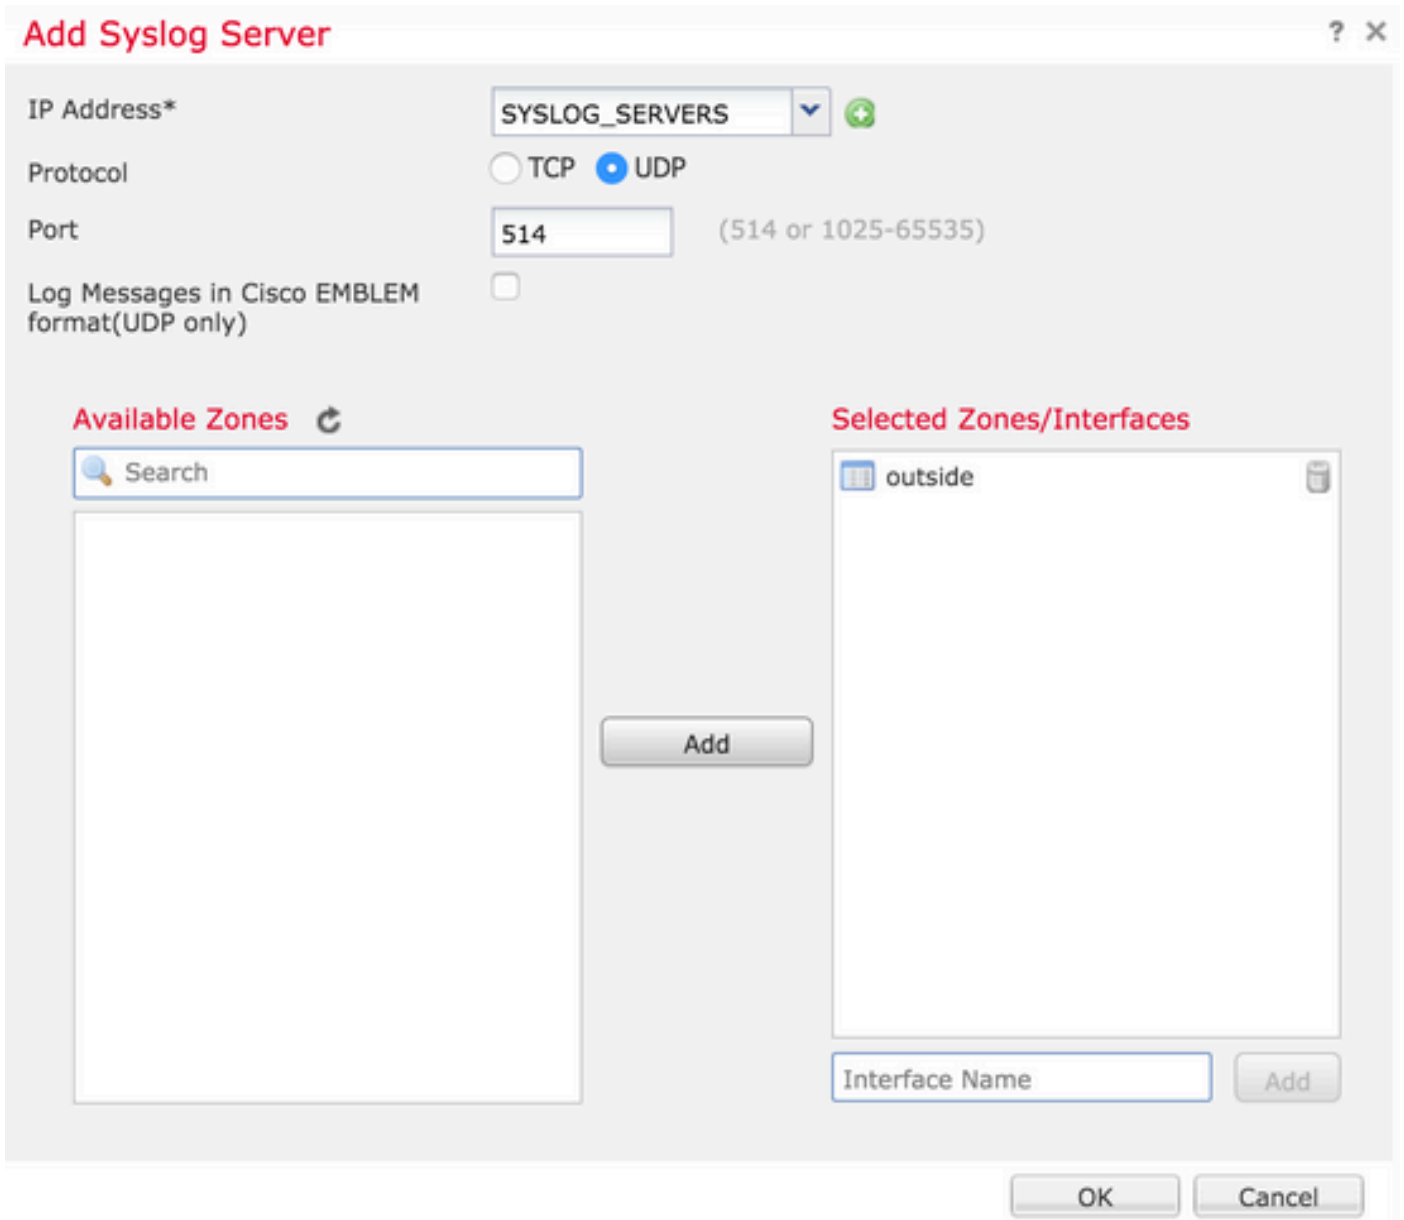 Add Syslog Server ? ×
IP Address* SYSLOG_SERVERS
Protocol TCP UDP
Port 514 (514 or 1025-65535)
Log Messages in Cisco EMBLEM
format(UDP only)
Available Zones Selected Zones/Interfaces
Search outside
Add
Interface Name Add
OK Cancel